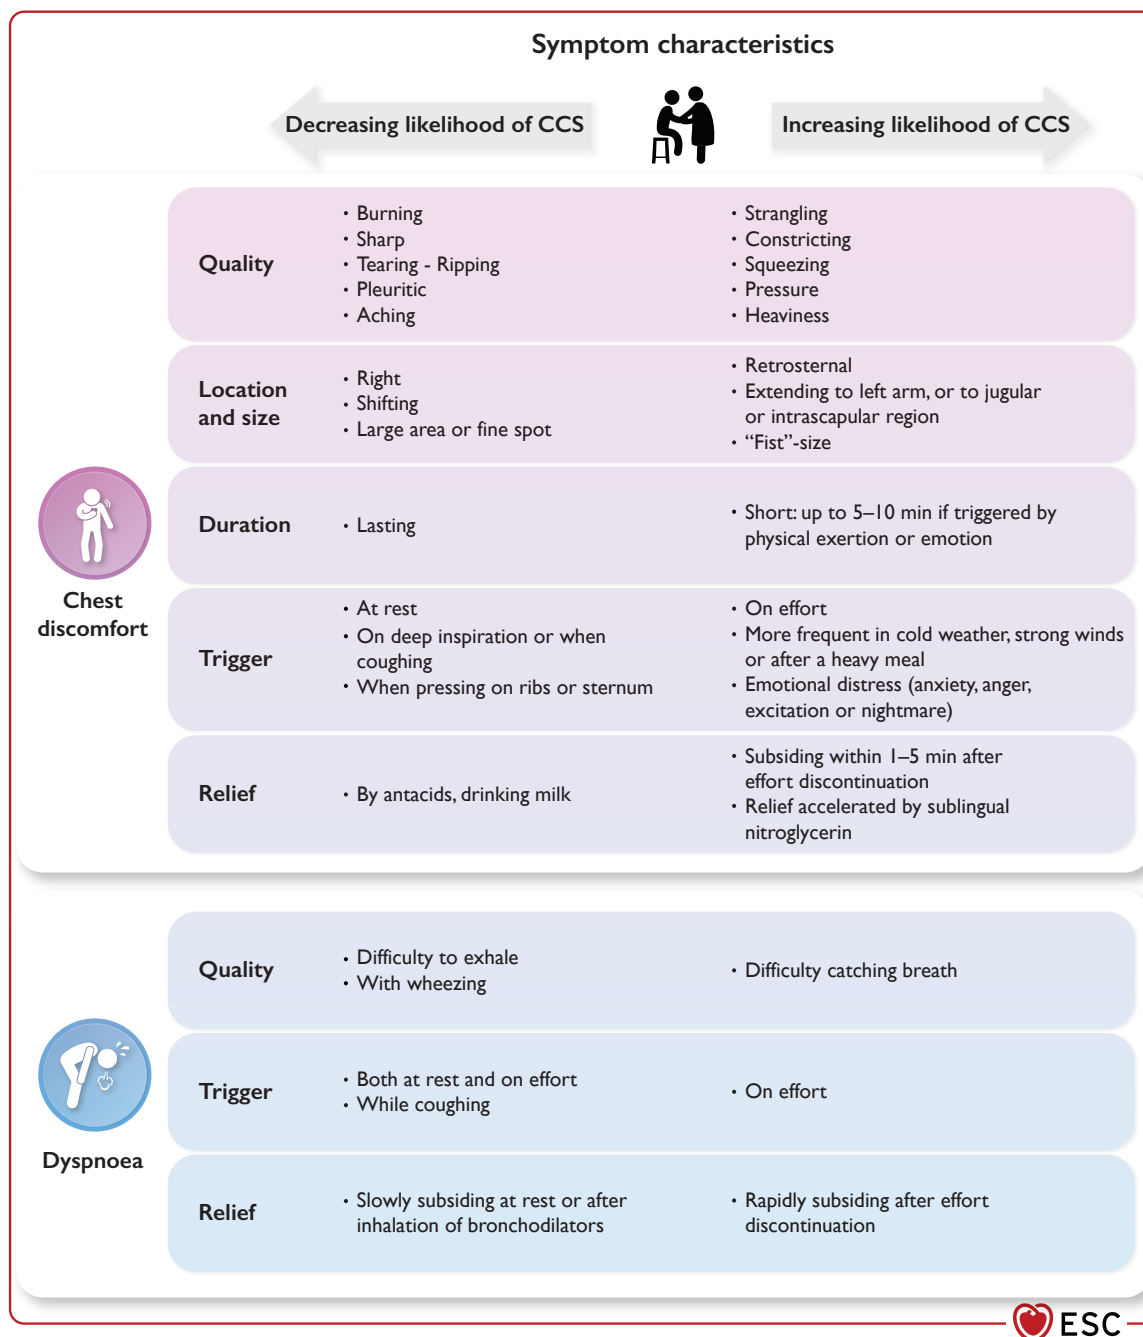 Symptom characteristics
Decreasing likelihood of CCS
Increasing likelihood of CCS
Chest
discomfort
Quality
• Burning
• Sharp
• Tearing - Ripping
• Pleuritic
• Aching
• Strangling
• Constricting
• Squeezing
• Pressure
• Heaviness
Location
and size
• Right
• Shifting
• Large area or fine spot
• Retrosternal
• Extending to left arm, or to jugular
or intrascapular region
• “Fist”-size
Duration
• Lasting
• Short: up to 5–10 min if triggered by
physical exertion or emotion
Trigger
• At rest
• On deep inspiration or when
coughing
• When pressing on ribs or sternum
• On effort
• More frequent in cold weather, strong winds
or after a heavy meal
• Emotional distress (anxiety, anger,
excitation or nightmare)
Relief
• By antacids, drinking milk
• Subsiding within 1–5 min after
effort discontinuation
• Relief accelerated by sublingual
nitroglycerin
Dyspnoea
Quality
• Difficulty to exhale
• With wheezing
• Difficulty catching breath
Trigger
• Both at rest and on effort
• While coughing
• On effort
Relief
• Slowly subsiding at rest or after
inhalation of bronchodilators
• Rapidly subsiding after effort
discontinuation
ESC